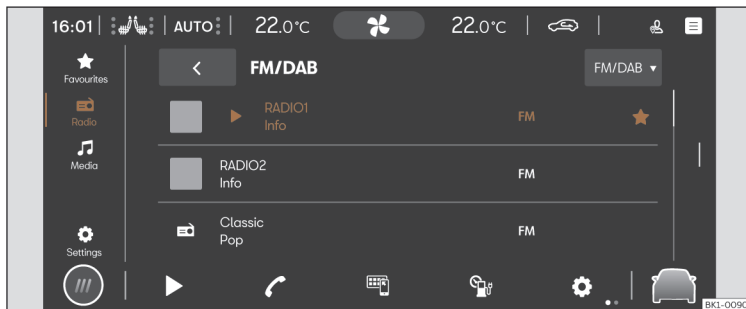 16:01 AUTO 22.0°C 22.0°C
Favourites
FM/DAB
FM/DAB
RADIO1
Info
FM
Radio
Media
RADIO2
Info
FM
Classic
Pop
FM
Settings
BK1-0090